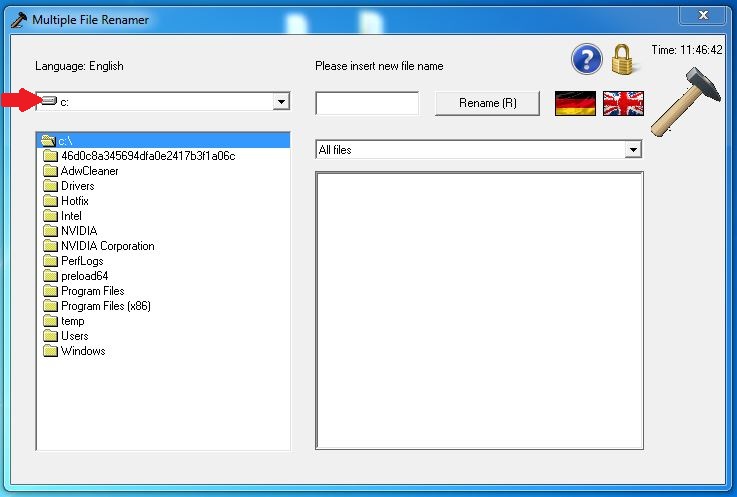 Multiple File Renamer
x
Language: English
Please insert new file name
?
Time: 11:46:42
c:
Rename (R)
All files
c:\
46d0c8a345694dfa0e2417b3f1a06c
AdwCleaner
Drivers
Hotfix
Intel
NVIDIA
NVIDIA Corporation
PerfLogs
preload64
Program Files
Program Files (x86)
temp
Users
Windows